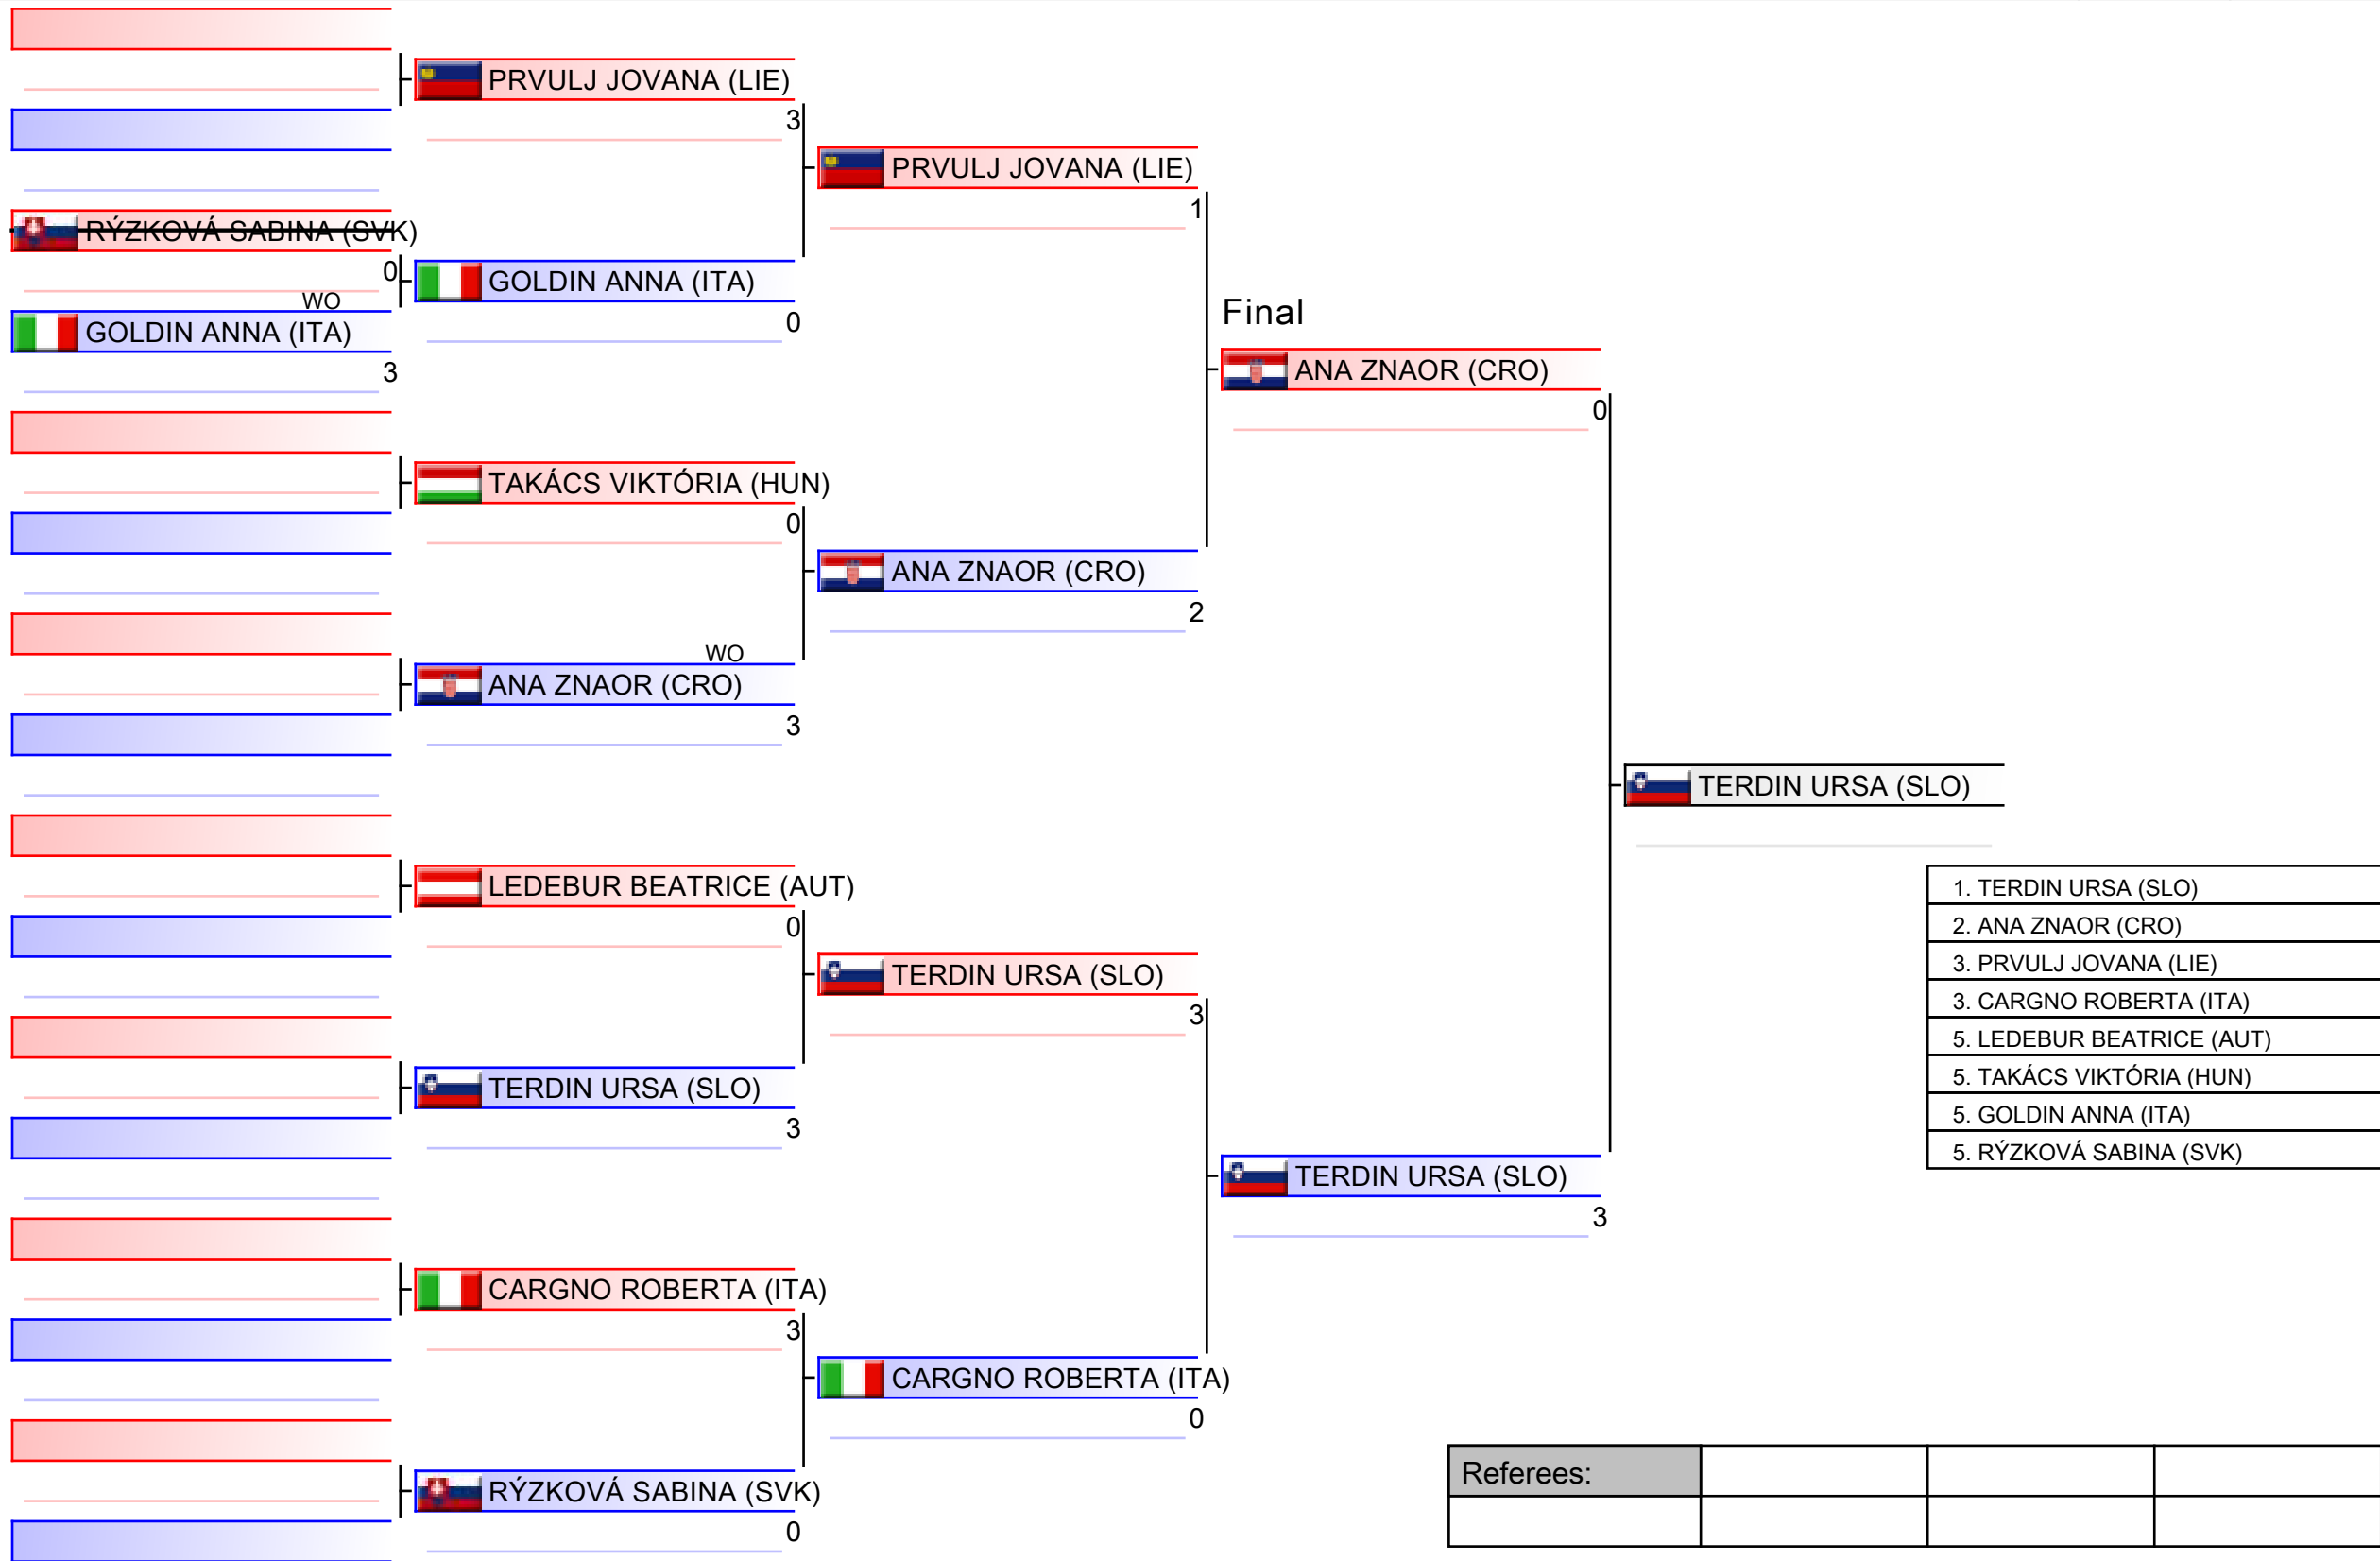 PRVULJ JOVANA (LIE)
3
PRVULJ JOVANA (LIE)
1
RÝZKOVÁ SABINA (SVK)
0
GOLDIN ANNA (ITA)
0
WO
GOLDIN ANNA (ITA)
3
Final
ANA ZNAOR (CRO)
0
TAKÁCS VIKTÓRIA (HUN)
0
ANA ZNAOR (CRO)
2
WO
ANA ZNAOR (CRO)
3
TERDIN URSA (SLO)
LEDEBUR BEATRICE (AUT)
0
TERDIN URSA (SLO)
3
TERDIN URSA (SLO)
3
TERDIN URSA (SLO)
3
1. TERDIN URSA (SLO)
2. ANA ZNAOR (CRO)
3. PRVULJ JOVANA (LIE)
3. CARGNO ROBERTA (ITA)
5. LEDEBUR BEATRICE (AUT)
5. TAKÁCS VIKTÓRIA (HUN)
5. GOLDIN ANNA (ITA)
5. RÝZKOVÁ SABINA (SVK)
CARGNO ROBERTA (ITA)
3
CARGNO ROBERTA (ITA)
0
RÝZKOVÁ SABINA (SVK)
0
Referees: